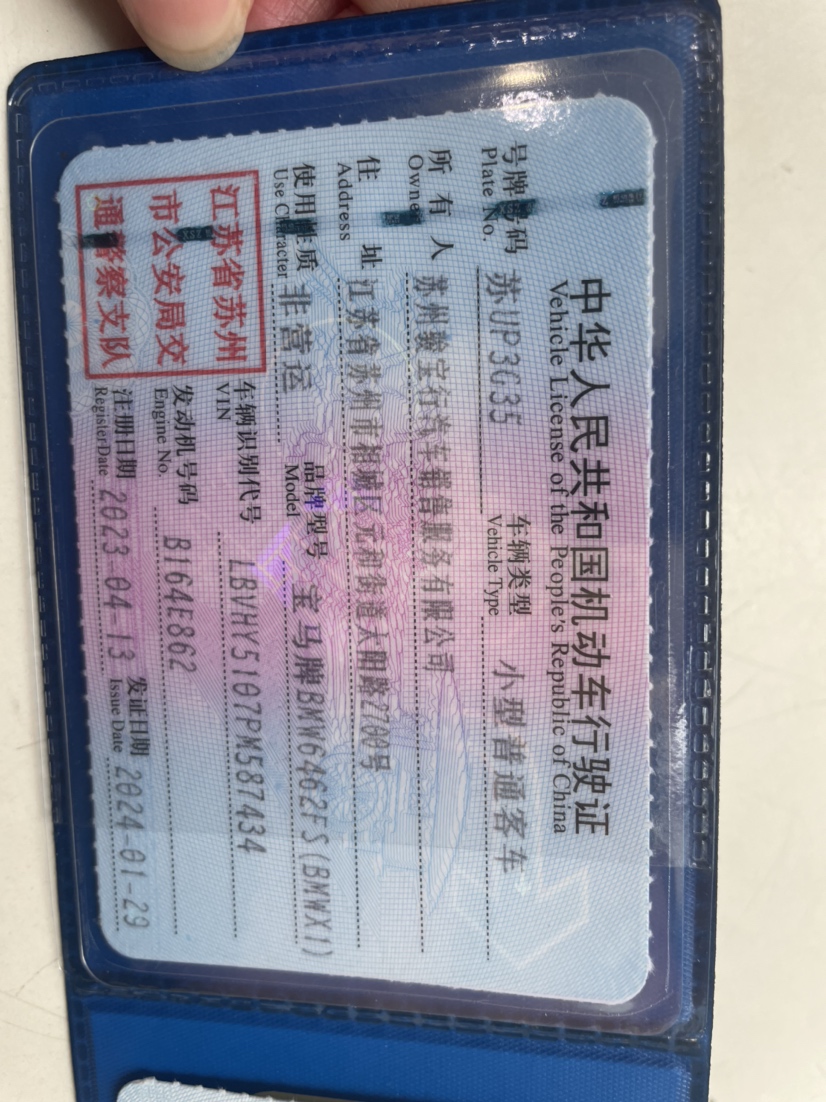 中华人民共和国机动车行驶证
Vehicle License of the People's Republic of China
号牌号码 苏UP3G35 车辆类型 小型普通客车
Plate No. Vehicle Type
所有人 苏州骏宝行汽车销售服务有限公司
Owner
住址 江苏省苏州市相城区元和街道太阳路2700号
Address
使用性质 非营运 品牌型号 宝马牌BMW6462FS(BMWX1)
Use Character Model
江苏省苏州
市公安局交
通警察支队
车辆识别代号 LBVHY5107PM587434
VIN
发动机号码 B164E862
Engine No.
注册日期 2023-04-13 发证日期 2024-01-29
Register Date Issue Date